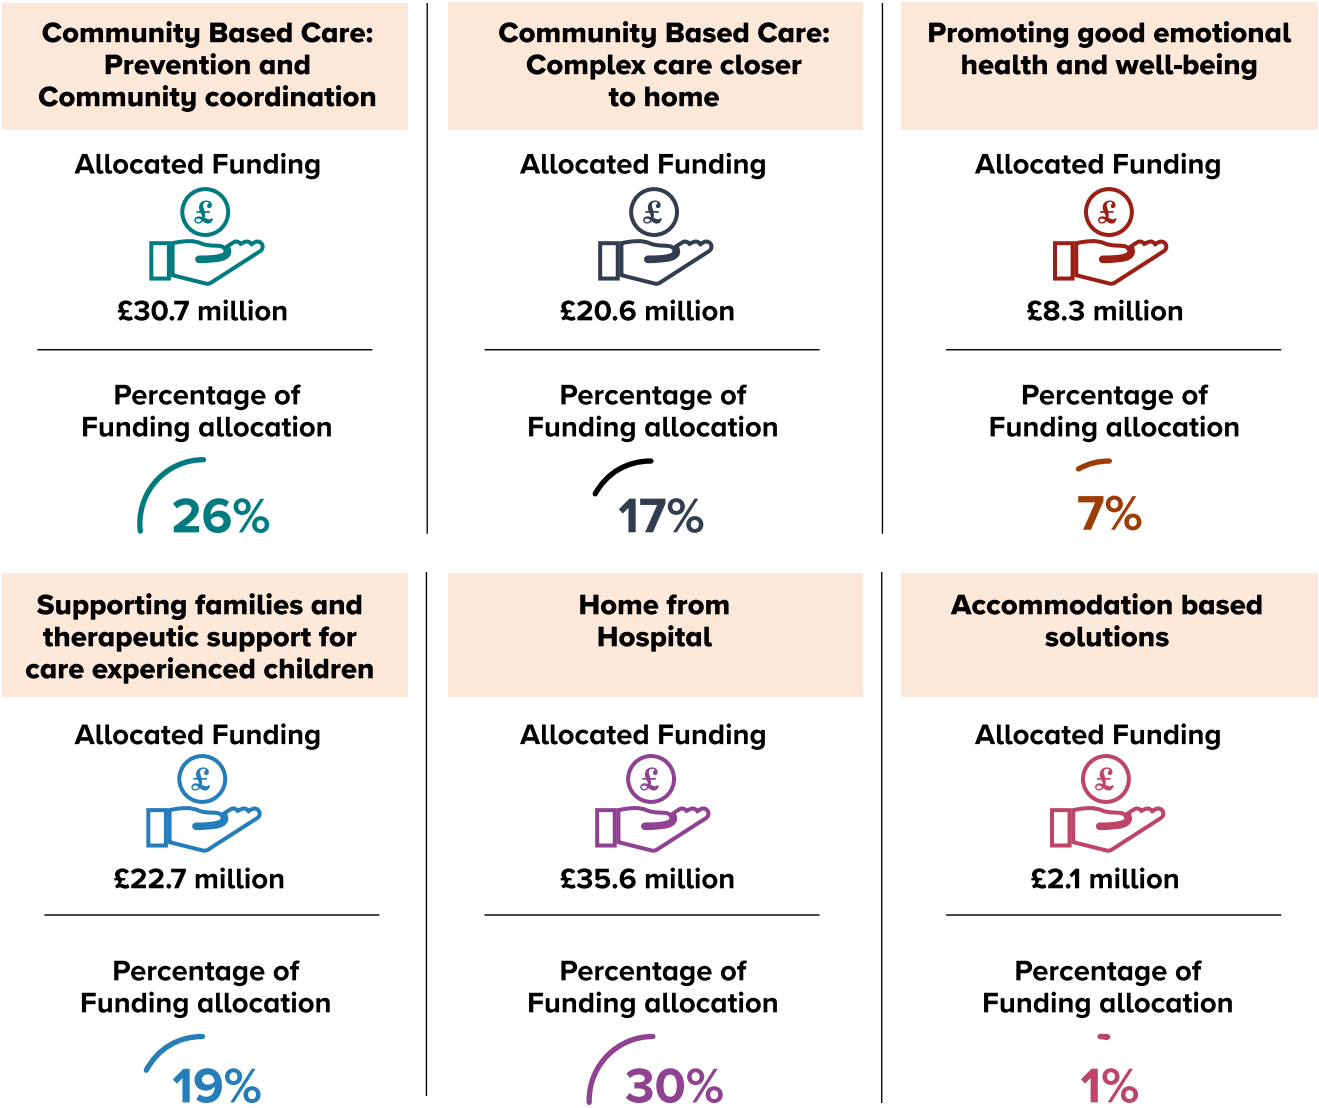 Community Based Care:
Prevention and
Community coordination
Allocated Funding
£
£30.7 million
Percentage of
Funding allocation
26%
Community Based Care:
Complex care closer
to home
Allocated Funding
£
£20.6 million
Percentage of
Funding allocation
17%
Promoting good emotional
health and well-being
Allocated Funding
£
£8.3 million
Percentage of
Funding allocation
7%
Supporting families and
therapeutic support for
care experienced children
Allocated Funding
£
£22.7 million
Percentage of
Funding allocation
19%
Home from
Hospital
Allocated Funding
£
£35.6 million
Percentage of
Funding allocation
30%
Accommodation based
solutions
Allocated Funding
£
£2.1 million
Percentage of
Funding allocation
1%